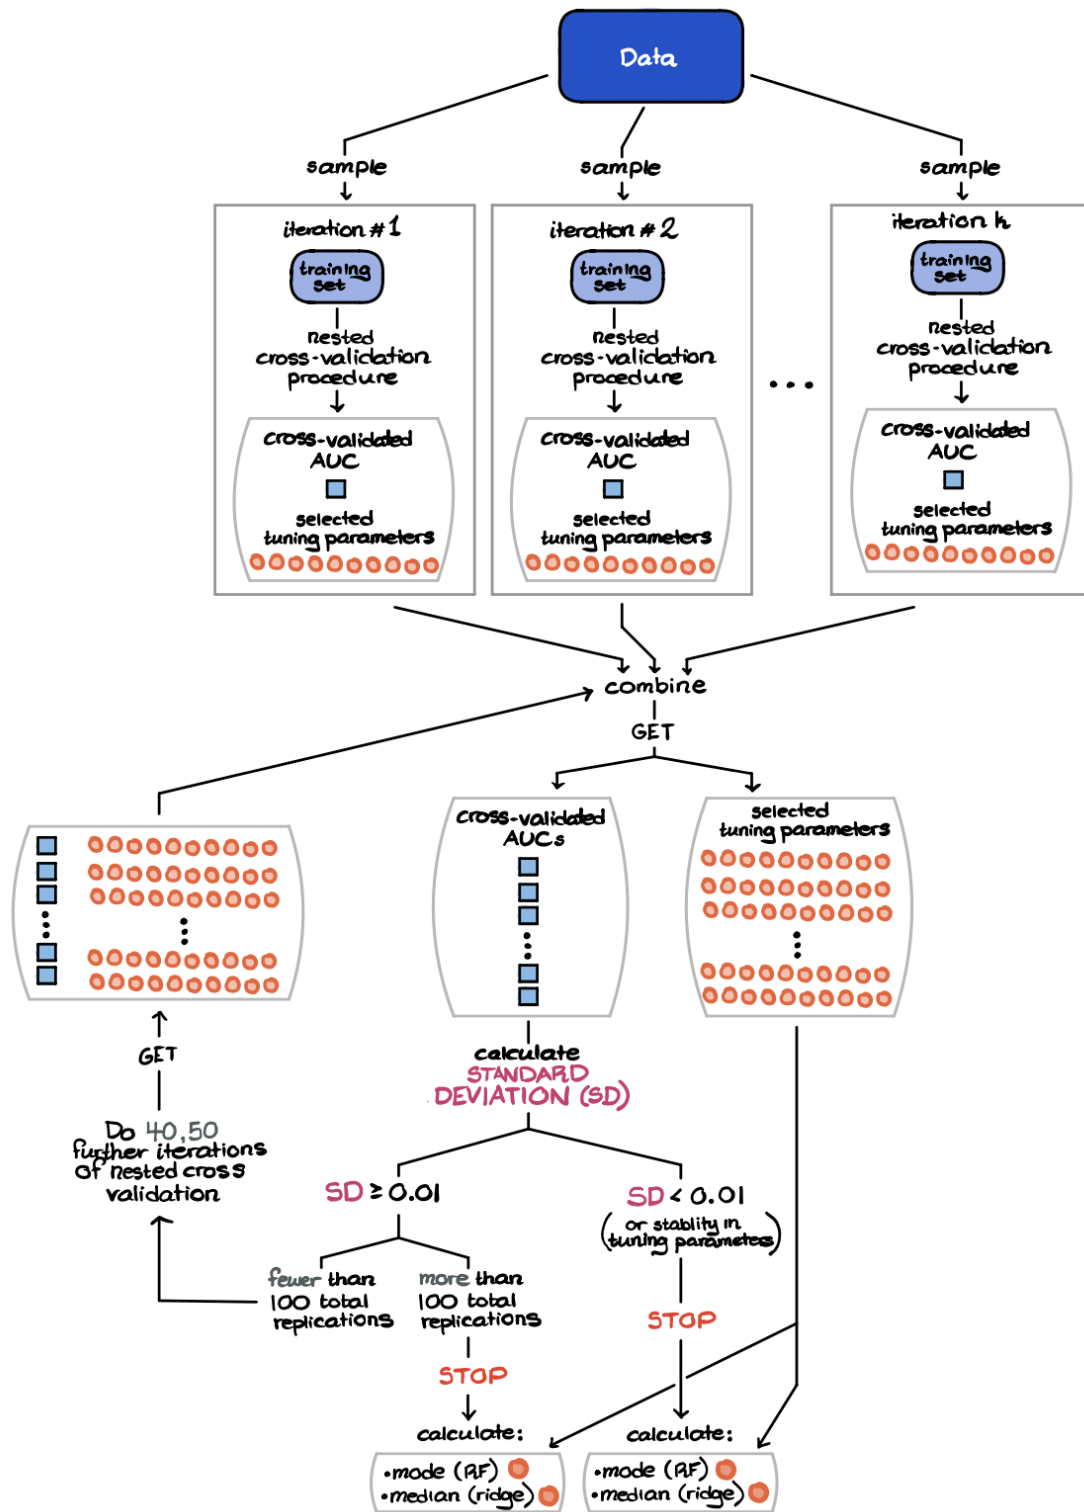 Data
sample
sample
sample
iteration #1
training
set
nested
cross-validation
procedure
cross-validated
AUC
selected
tuning parameters
iteration #2
training
set
nested
cross-validation
procedure
cross-validated
AUC
selected
tuning parameters
...
iteration k
training
set
nested
cross-validation
procedure
cross-validated
AUC
selected
tuning parameters
combine
GET
cross-validated
AUCs
selected
tuning parameters
calculate
STANDARD
DEVIATION (SD)
GET
Do 40,50
further iterations
of nested cross
validation
SD ≥ 0.01
SD < 0.01
(or stablity in
tuning parameters)
fewer than
100 total
replications
more than
100 total
replications
STOP
STOP
calculate:
•mode (RF)
•median (ridge)
calculate:
•mode (RF)
•median (ridge)